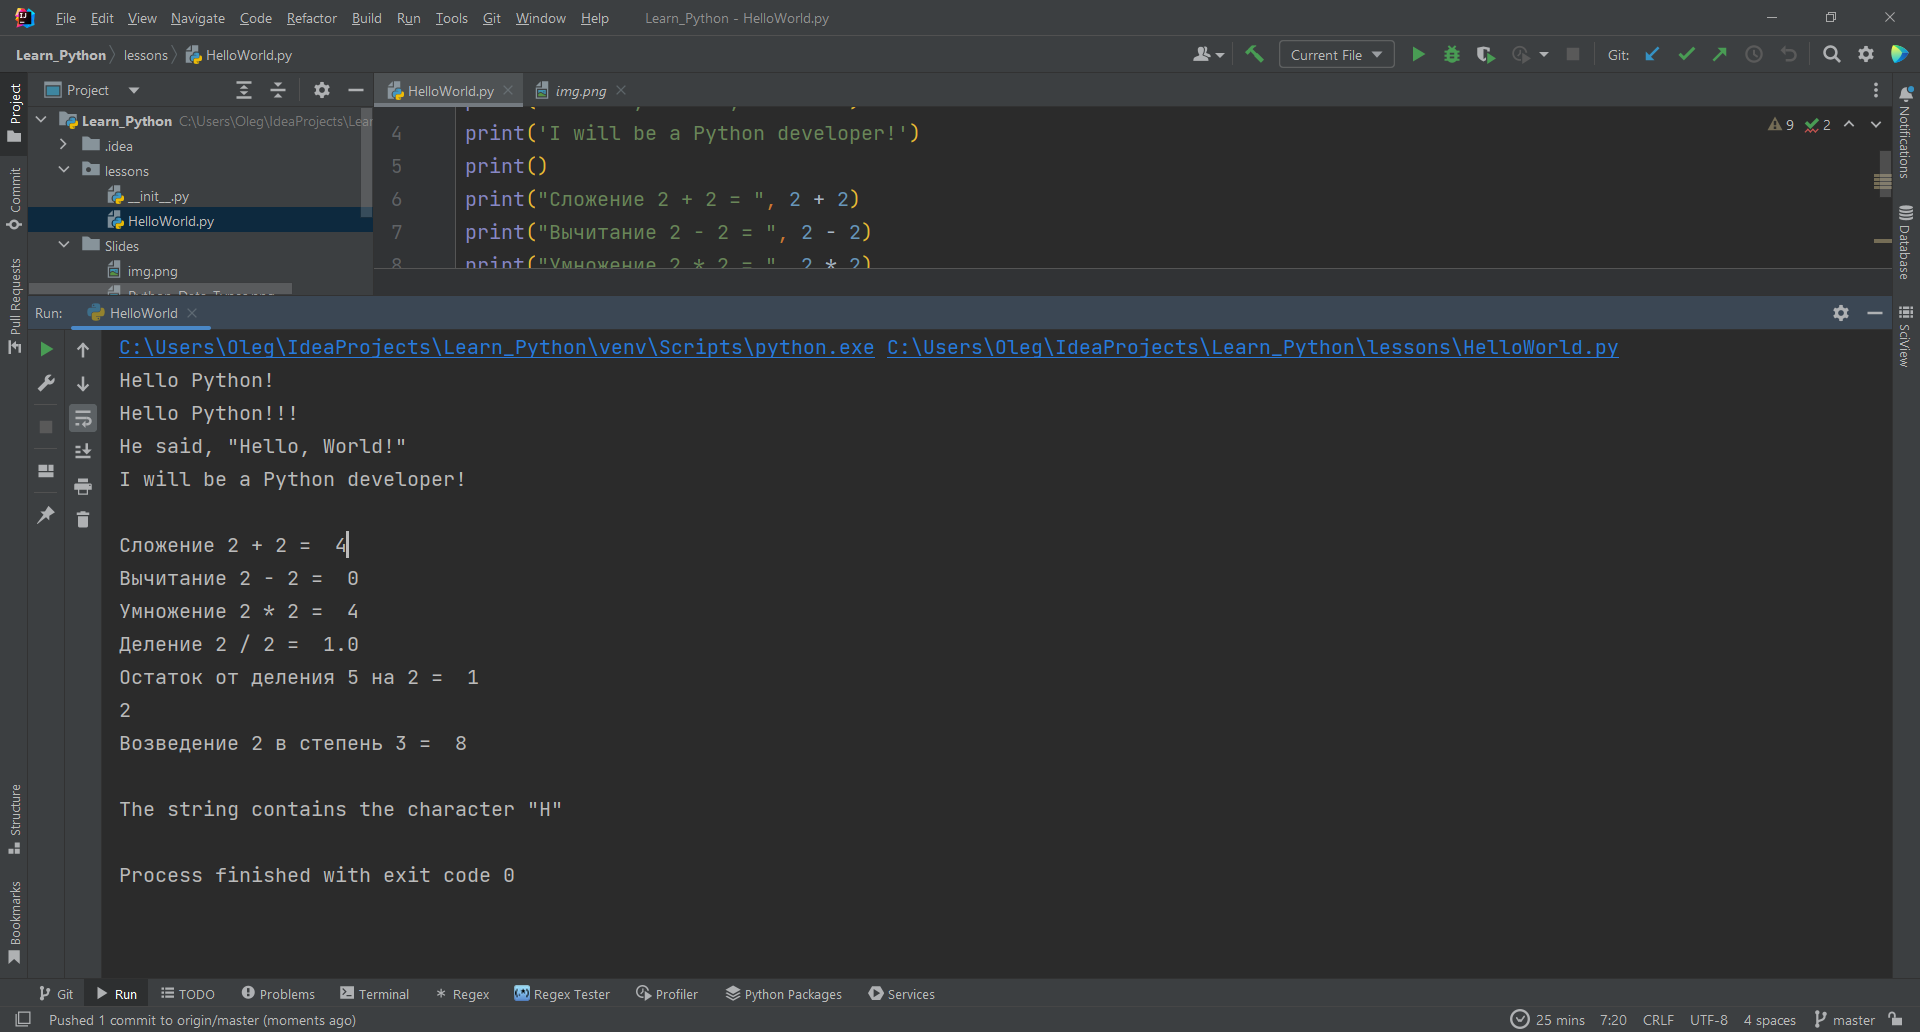 File Edit View Navigate Code Refactor Build Run Tools Git Window Help Learn_Python - HelloWorld.py
Learn_Python lessons HelloWorld.py Current File Git:
Project
HelloWorld.py img.png
Learn_Python C:\Users\Oleg\IdeaProjects\Lear
.idea
lessons
__init__.py
HelloWorld.py
Slides
img.png
Python_Data_Types.png
4 print('I will be a Python developer!')
5 print()
6 print("Сложение 2 + 2 = ", 2 + 2)
7 print("Вычитание 2 - 2 = ", 2 - 2)
8 print("Умножение 2 * 2 = ", 2 * 2)
9 2
Project
Commit
Pull Requests
Structure
Bookmarks
Notifications
Database
SciView
Run: HelloWorld
C:\Users\Oleg\IdeaProjects\Learn_Python\venv\Scripts\python.exe C:\Users\Oleg\IdeaProjects\Learn_Python\lessons\HelloWorld.py
Hello Python!
Hello Python!!!
He said, "Hello, World!"
I will be a Python developer!
Сложение 2 + 2 =  4
Вычитание 2 - 2 =  0
Умножение 2 * 2 =  4
Деление 2 / 2 =  1.0
Остаток от деления 5 на 2 =  1
2
Возведение 2 в степень 3 =  8
The string contains the character "H"
Process finished with exit code 0
Git Run TODO Problems Terminal Regex Regex Tester Profiler Python Packages Services
Pushed 1 commit to origin/master (moments ago) 25 mins 7:20 CRLF UTF-8 4 spaces master